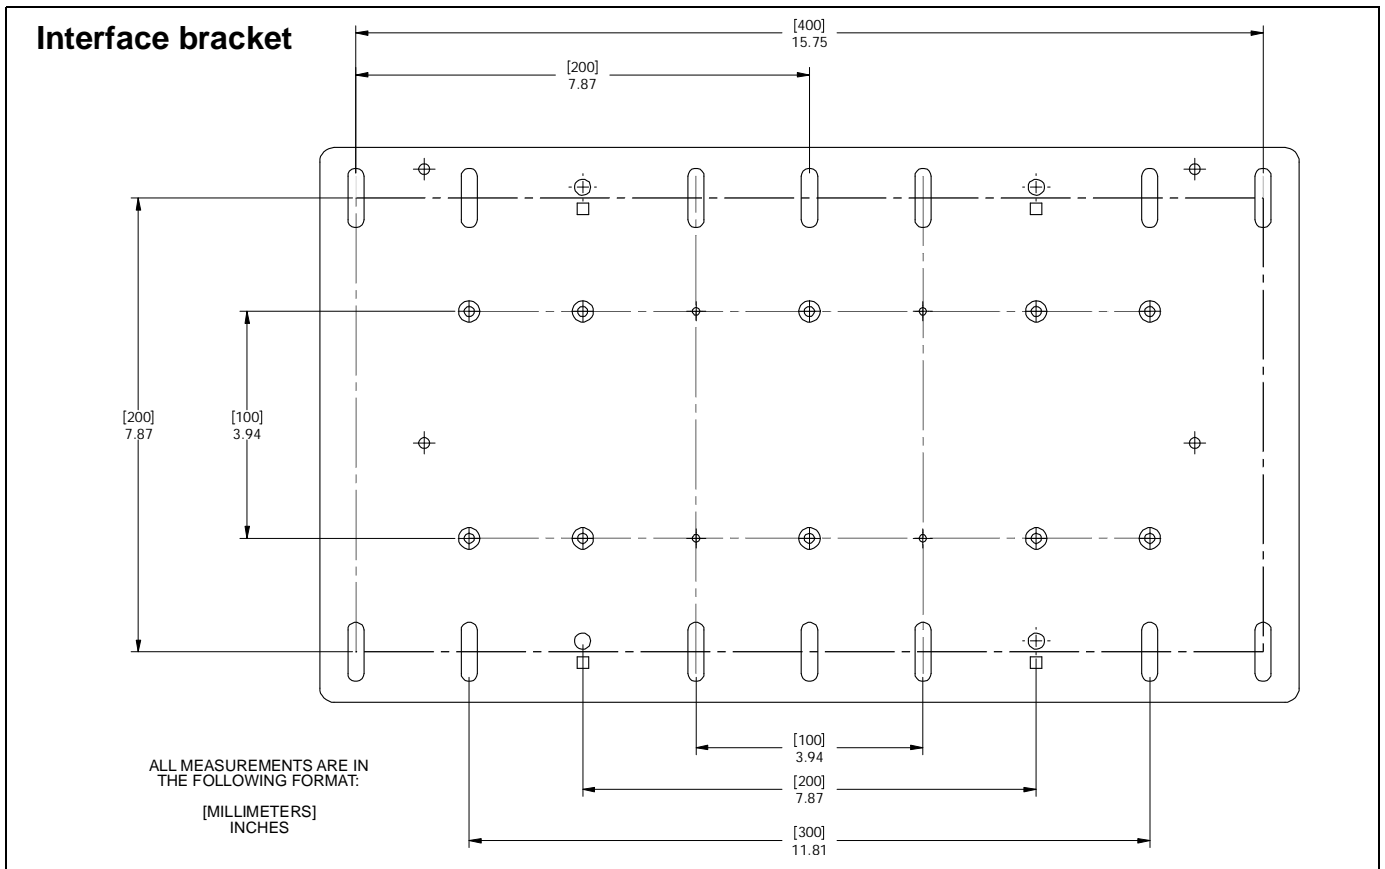 Interface bracket
[400]
15.75
[200]
7.87
[200]
7.87
[100]
3.94
[100]
3.94
[200]
7.87
[300]
11.81
ALL MEASUREMENTS ARE IN
THE FOLLOWING FORMAT:
[MILLIMETERS]
INCHES